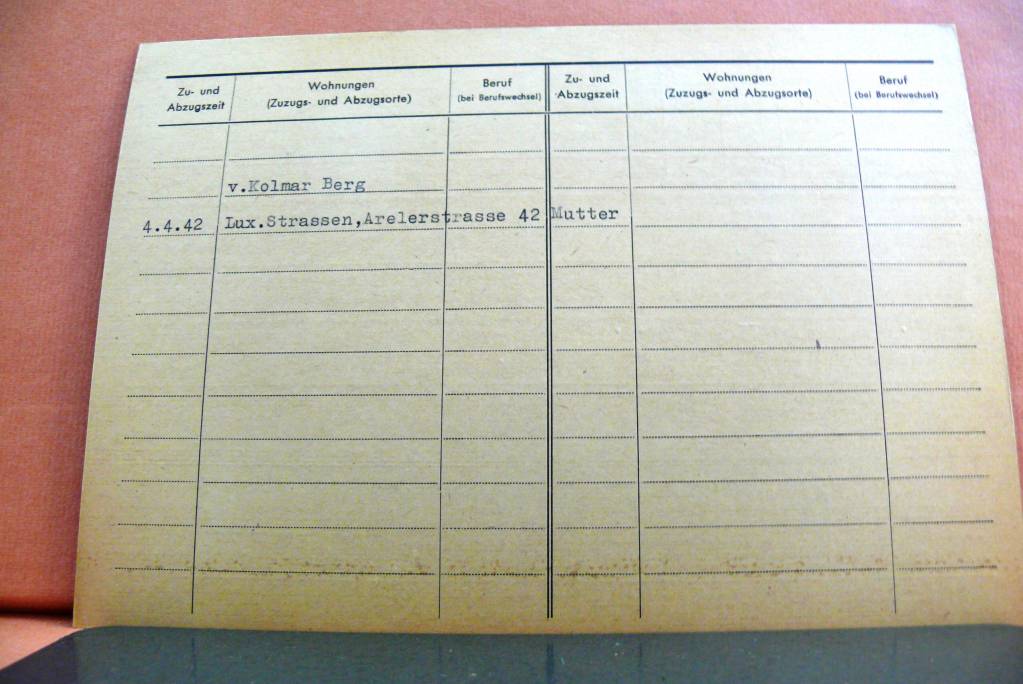 Zu- und Abzugszeit
Wohnungen
(Zuzugs- und Abzugsorte)
Beruf
(bei Berufswechsel)
Zu- und
Abzugszeit
Wohnungen
(Zuzugs- und Abzugsorte)
Beruf
(bei Berufswechsel)
v.Kolmar Berg
4.4.42 Lux.Strassen,Arelerstrasse 42 Mutter